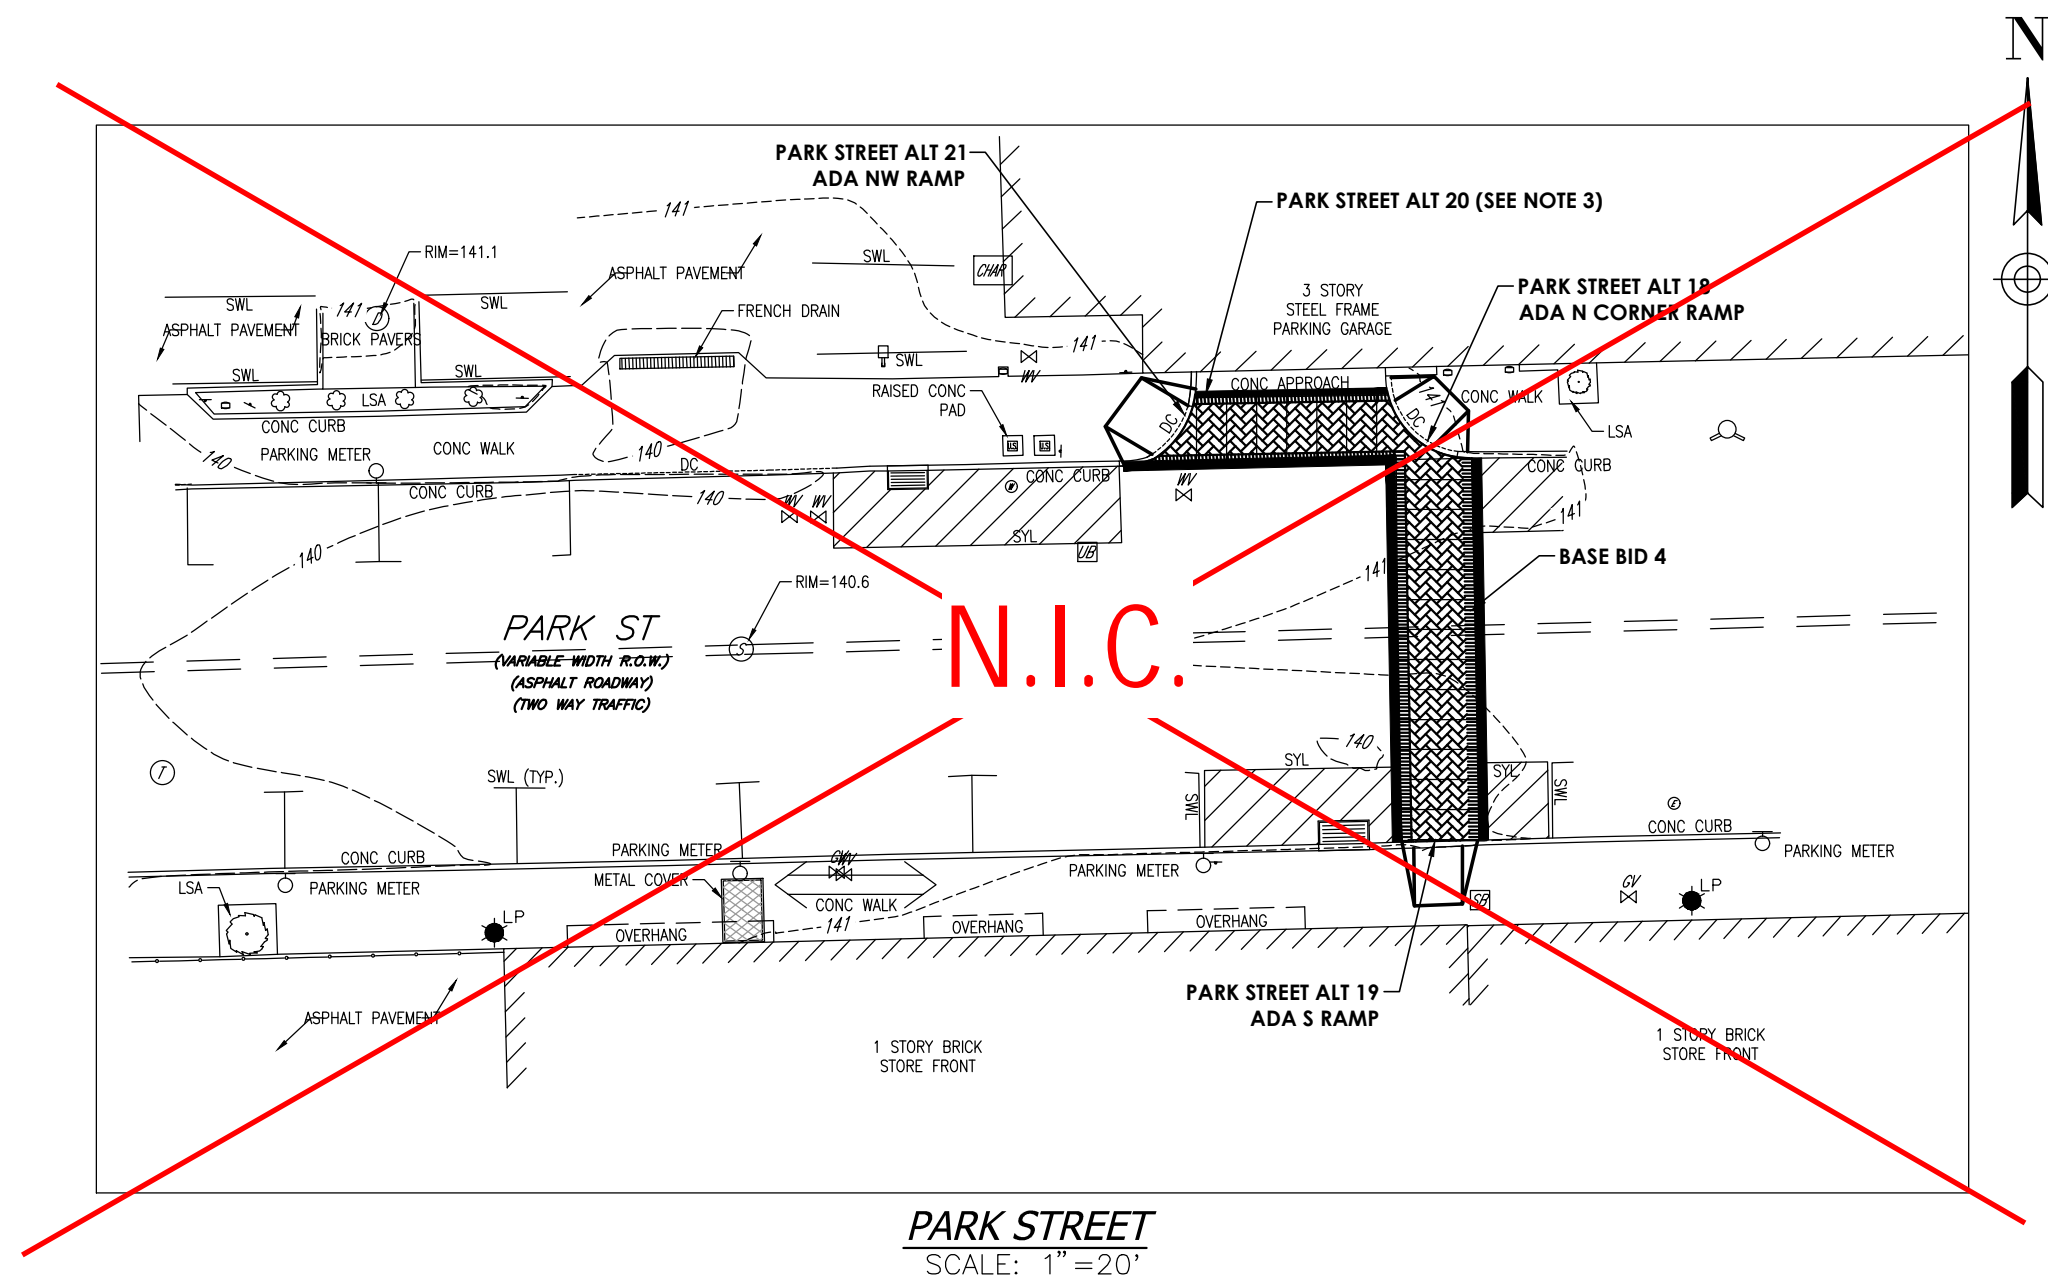 N
PARK STREET ALT 21
ADA NW RAMP
PARK STREET ALT 20 (SEE NOTE 3)
141
RIM=141.1
SWL
CHAR
ASPHALT PAVEMENT
3 STORY
STEEL FRAME
PARKING GARAGE
PARK STREET ALT 18
ADA N CORNER RAMP
SWL
SWL
141
D
FRENCH DRAIN
ASPHALT PAVEMENT
BRICK PAVERS
141
SWL
SWL
SWL
WV
RAISED CONC
PAD
CONC APPROACH
CONC WALK
141
LSA
DC
DC
CONC CURB
LSA
PARKING METER
CONC WALK
140
140
DC
CONC CURB
CONC CURB
CONC CURB
WV
140
WV
WV
141
SYL
UB
140
BASE BID 4
141
RIM=140.6
PARK ST
(VARIABLE WIDTH R.O.W.)
(ASPHALT ROADWAY)
(TWO WAY TRAFFIC)
S
N.I.C.
140
SYL
SYL
T
SWL (TYP.)
SWL
SWL
E
CONC CURB
PARKING METER
PARKING METER
CONC CURB
GV
WV
LSA
PARKING METER
METAL COVER
PARKING METER
CONC WALK
GV
LP
SB
LP
141
OVERHANG
OVERHANG
OVERHANG
PARK STREET ALT 19
ADA S RAMP
ASPHALT PAVEMENT
1 STORY BRICK
STORE FRONT
1 STORY BRICK
STORE FRONT
PARK STREET
SCALE: 1"=20'